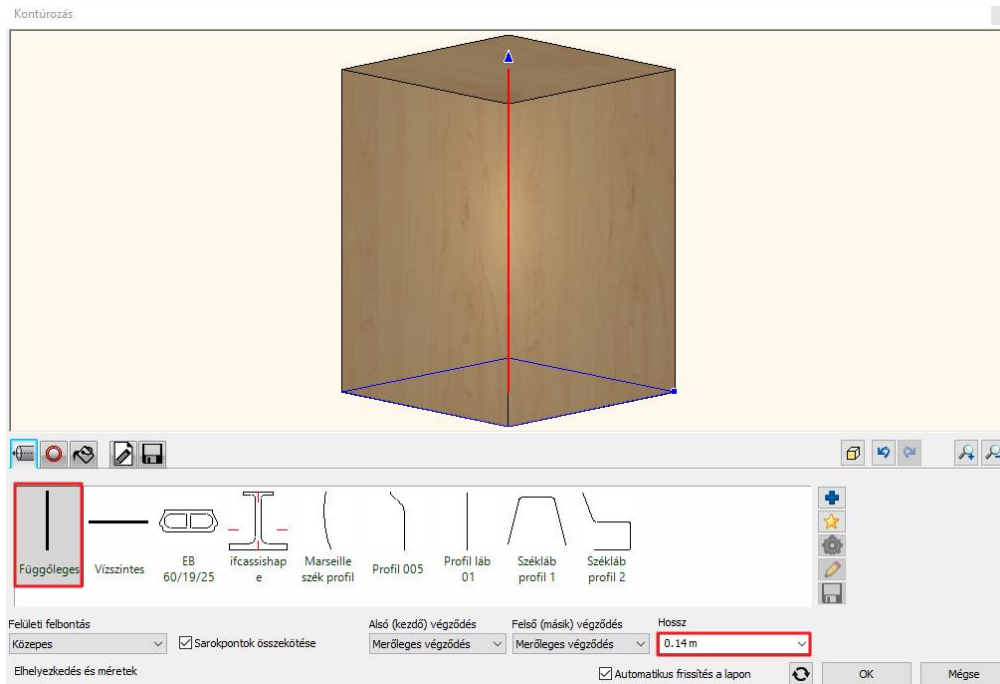 Kontúrozás
Függőleges
Vízszintes
EB
60/19/25
ifcassishap
e
Marseille
szék profil
Profil 005
Profil láb
01
Székláb
profil 1
Székláb
profil 2
Felületi felbontás
Alsó (kezdő) végződés
Felső (másik) végződés
Hossz
Közepes
Sarokpontok összekötése
Merőleges végződés
Merőleges végződés
0.14 m
Elhelyezkedés és méretek
Automatikus frissítés a lapon
OK
Mégse